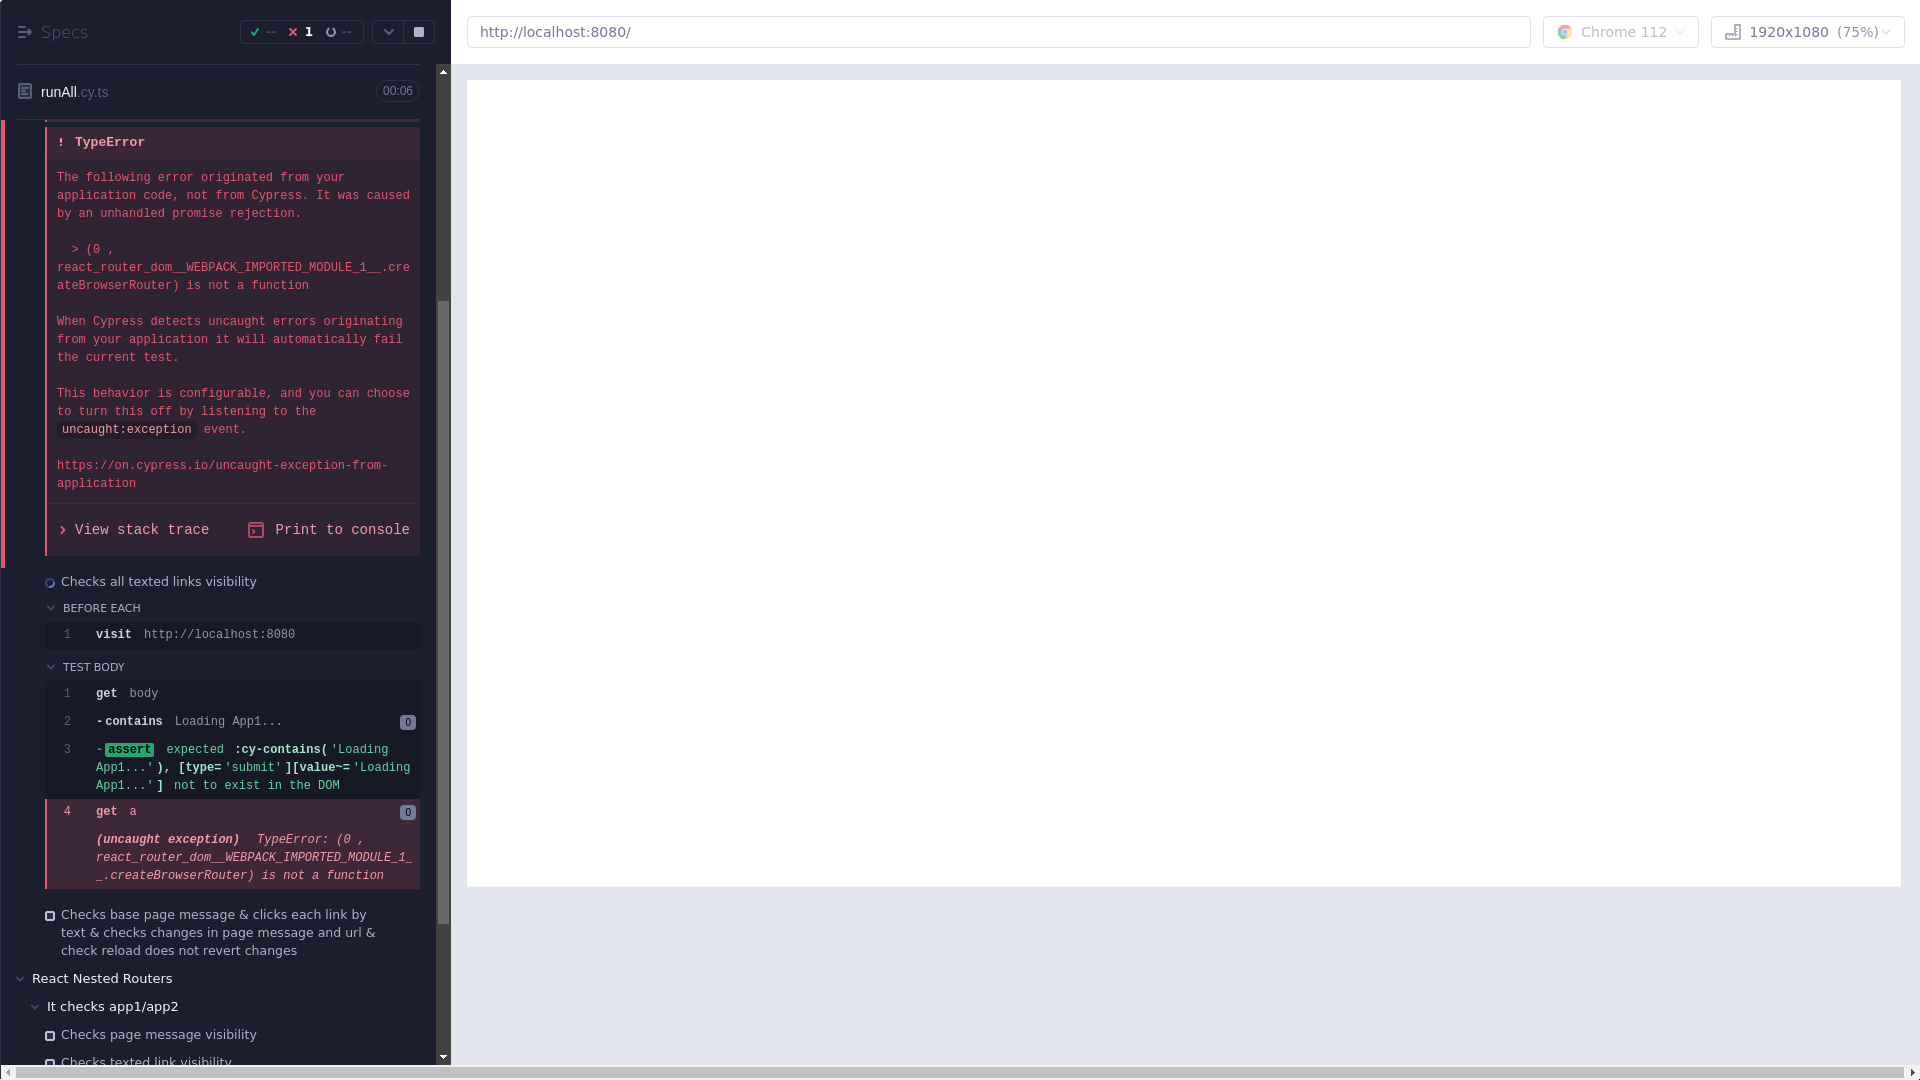 Specs
--
1
--
http://localhost:8080/
Chrome 112
1920x1080 (75%)
runAll.cy.ts
00:06
! TypeError
The following error originated from your
application code, not from Cypress. It was caused
by an unhandled promise rejection.
> (0 ,
react_router_dom__WEBPACK_IMPORTED_MODULE_1__.cre
ateBrowserRouter) is not a function
When Cypress detects uncaught errors originating
from your application it will automatically fail
the current test.
This behavior is configurable, and you can choose
to turn this off by listening to the
uncaught:exception event.
https://on.cypress.io/uncaught-exception-from-
application
View stack trace
Print to console
Checks all texted links visibility
BEFORE EACH
1 visit http://localhost:8080
TEST BODY
1 get body
2 -contains Loading App1... 0
3 -assert expected :cy-contains('Loading
App1...'), [type='submit'][value~='Loading
App1...'] not to exist in the DOM
4 get a 0
(uncaught exception) TypeError: (0 ,
react_router_dom__WEBPACK_IMPORTED_MODULE_1_
_.createBrowserRouter) is not a function
Checks base page message & clicks each link by
text & checks changes in page message and url &
check reload does not revert changes
React Nested Routers
It checks app1/app2
Checks page message visibility
Checks texted link visibility